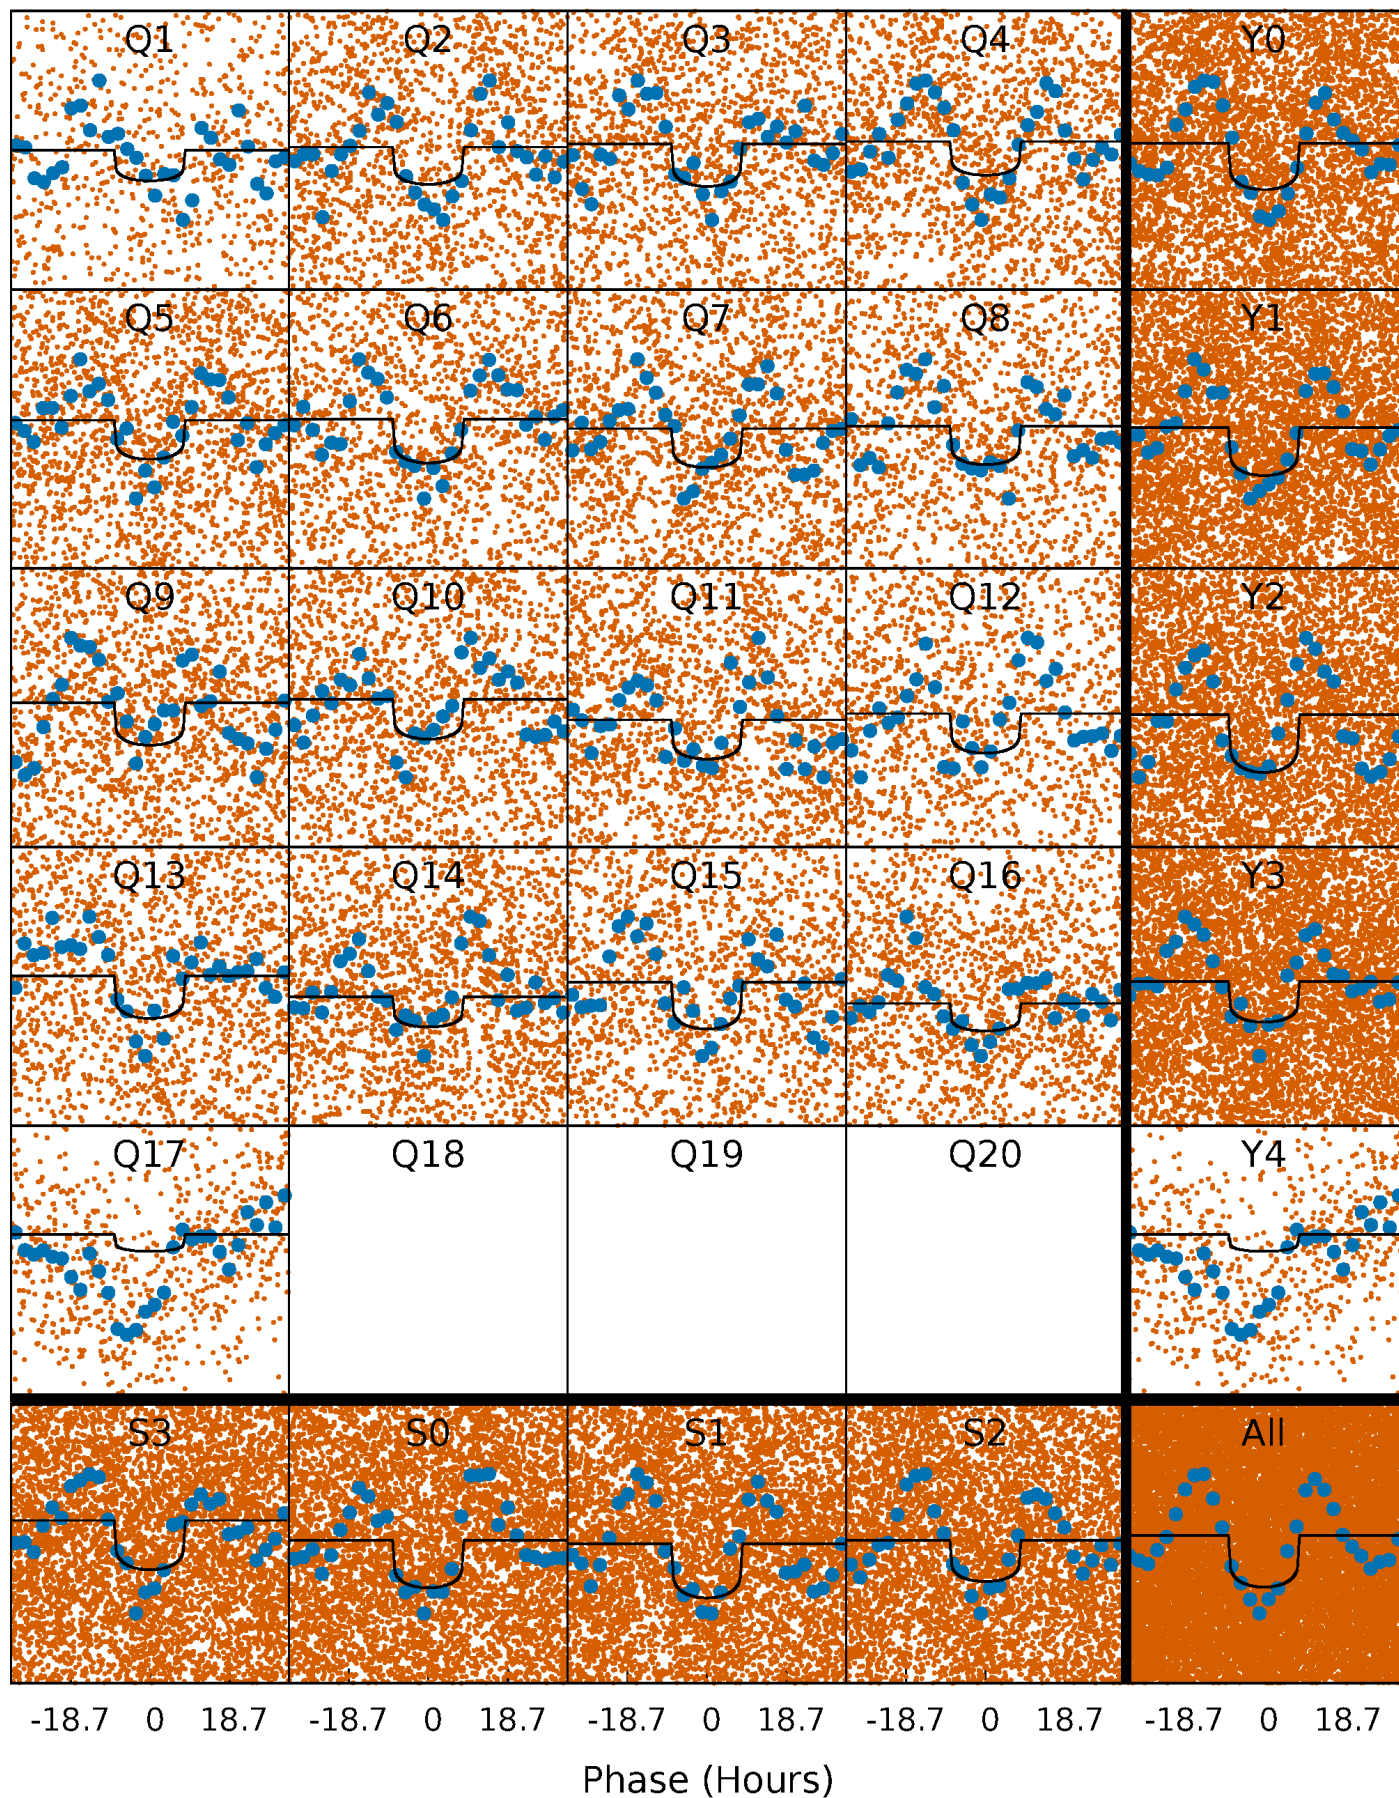 Q1 Q2 Q3 Q4 Y0
Q5 Q6 Q7 Q8 Y1
Q9 Q10 Q11 Q12 Y2
Q13 Q14 Q15 Q16 Y3
Q17 Q18 Q19 Q20 Y4
S3 S0 S1 S2 All
-18.7 0 18.7 -18.7 0 18.7 -18.7 0 18.7 -18.7 0 18.7 -18.7 0 18.7
Phase (Hours)